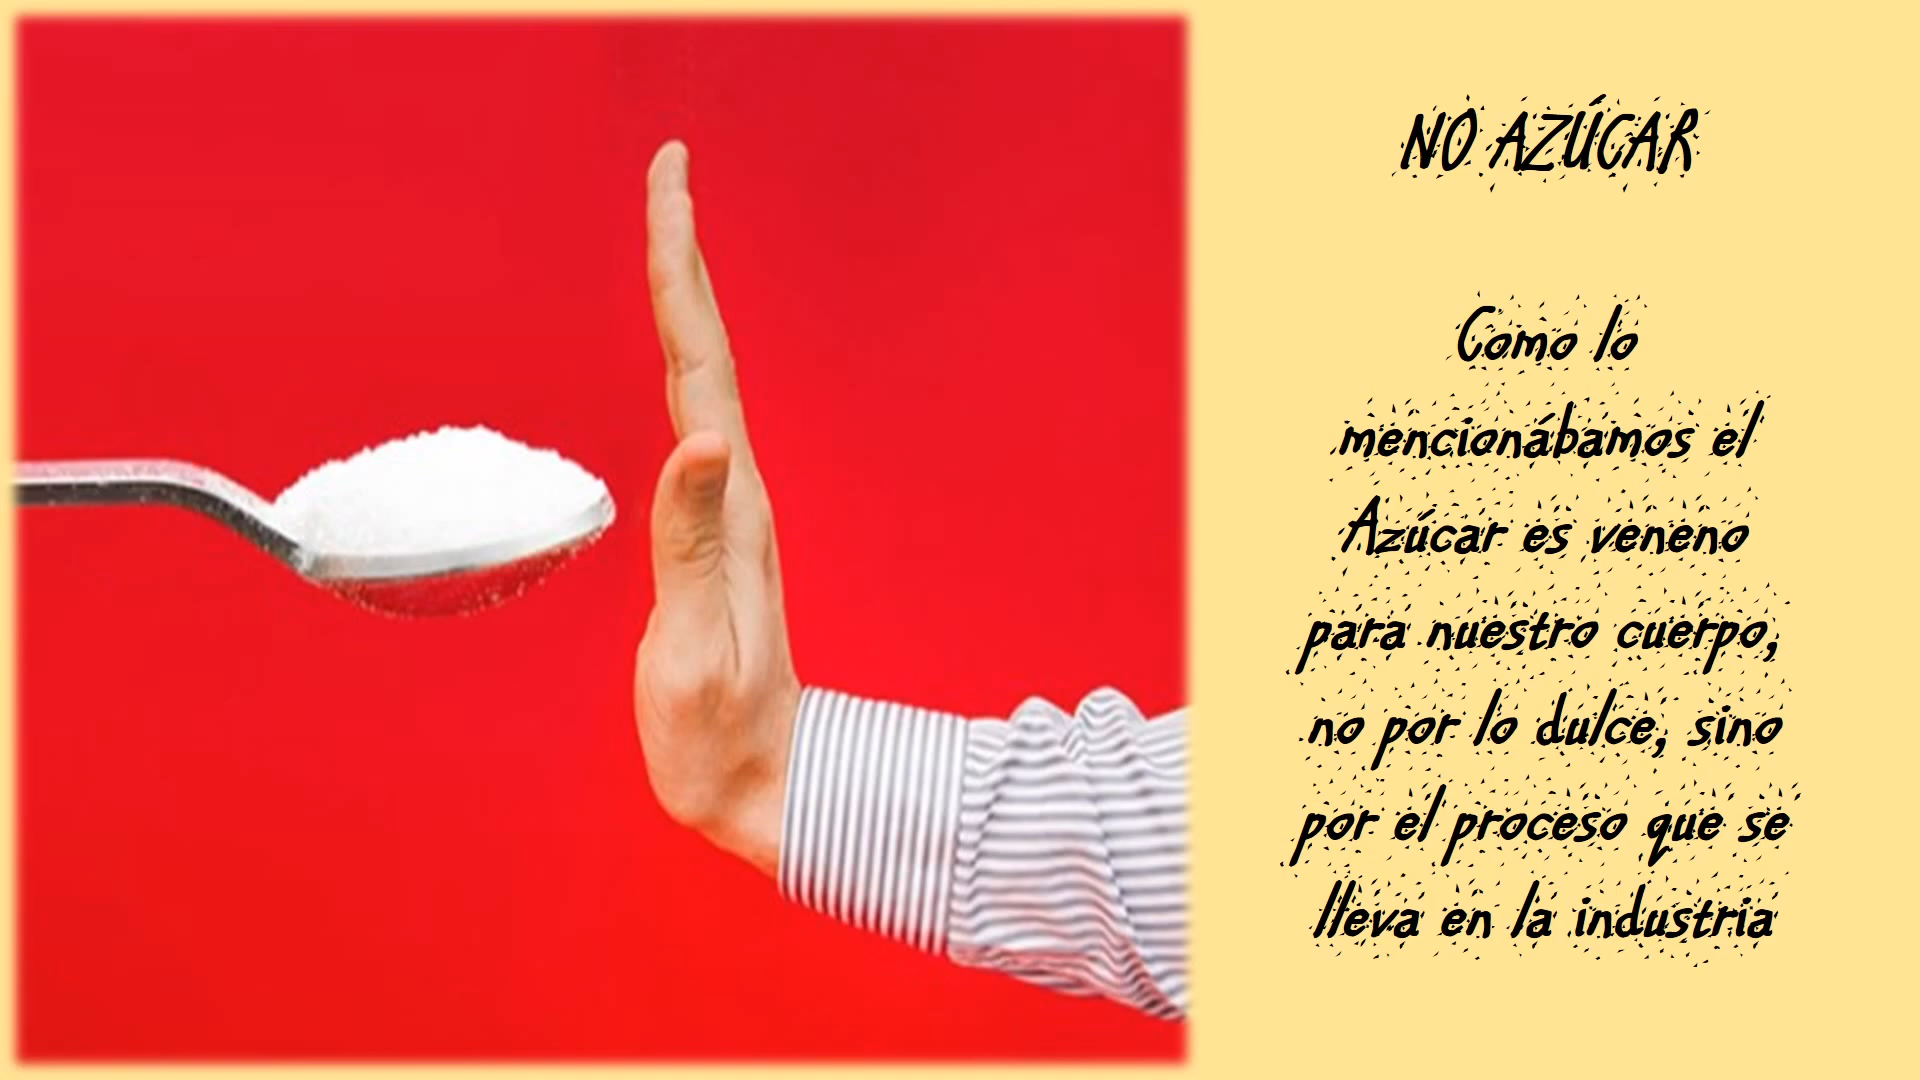 NO AZÚCAR
Como lo
mencionábamos el
Azúcar es veneno
para nuestro cuerpo,
no por lo dulce, sino
por el proceso que se
lleva en la industria